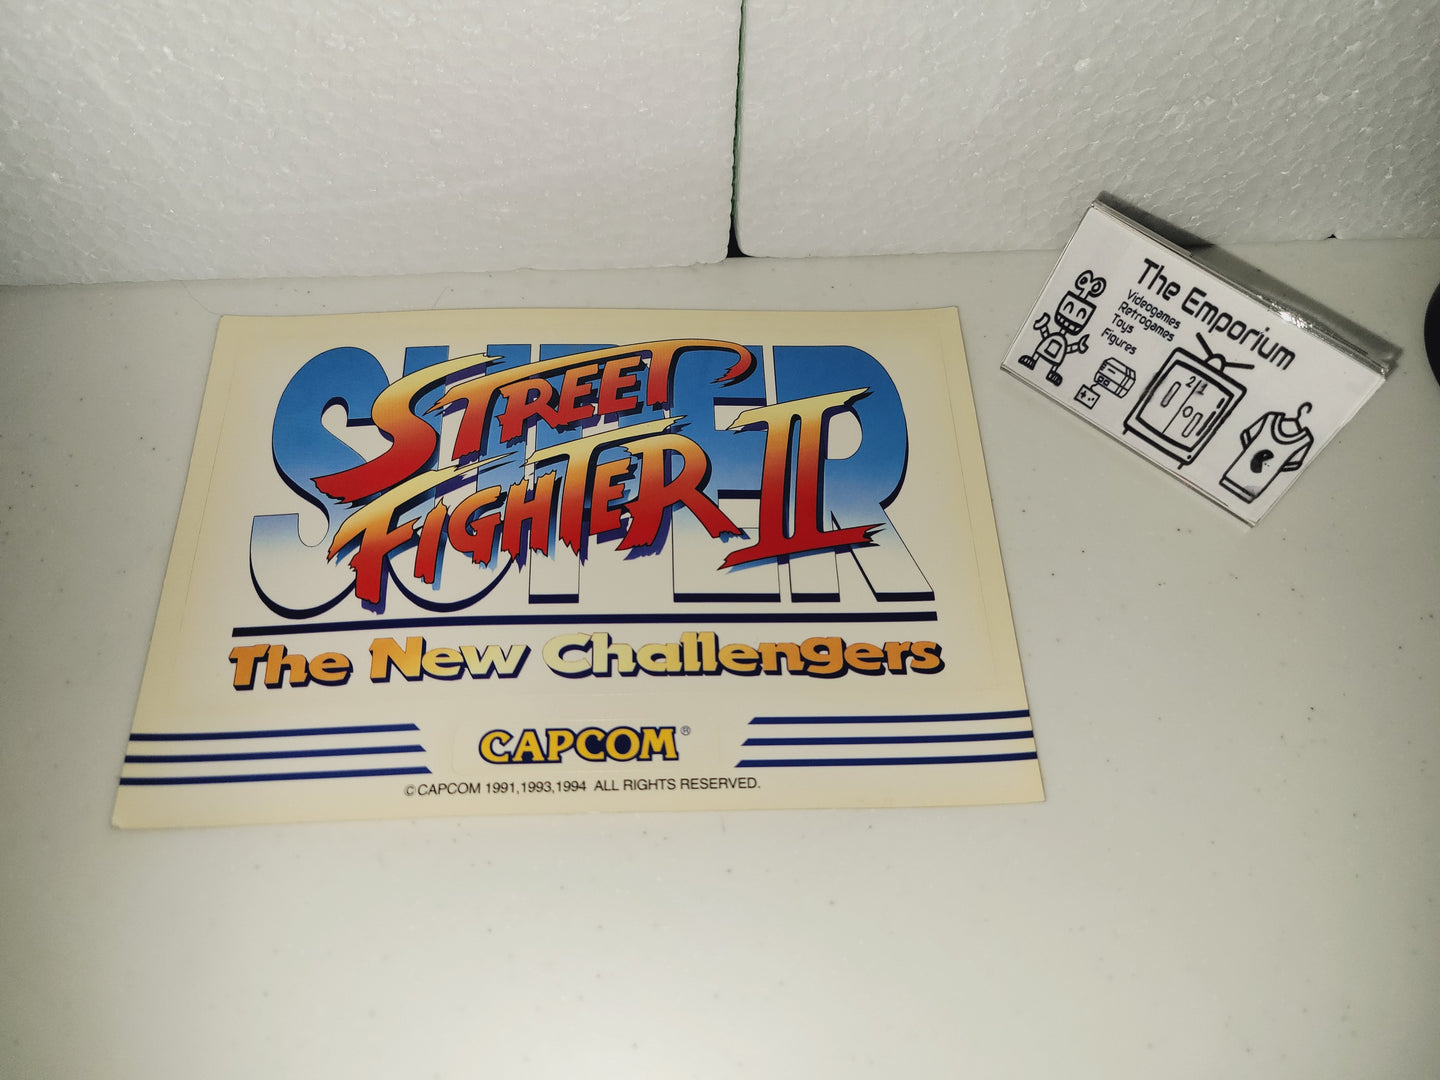 SUPER
STREET
FIGHTER II
The New Challengers
CAPCOM®
©CAPCOM 1991,1993,1994 ALL RIGHTS RESERVED.
The Emporium
Videogames
Retrogames
Toys
Figures